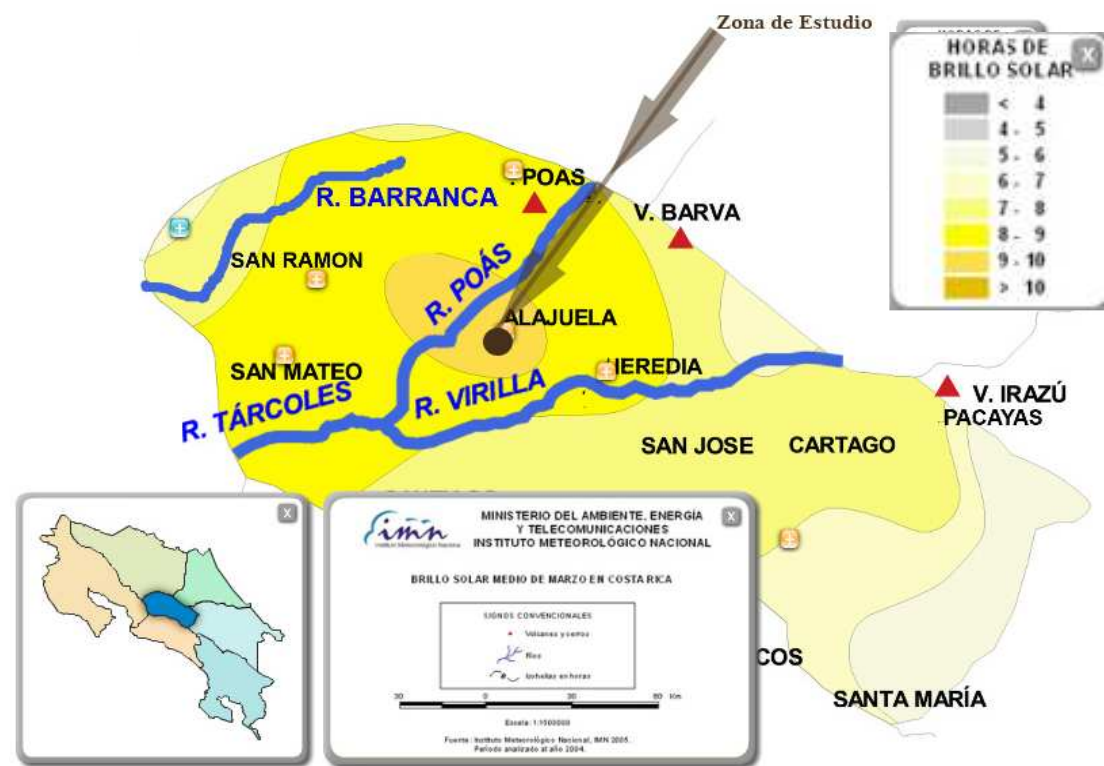 Zona de Estudio
HORAS DE
BRILLO SOLAR
X
< 4
4 - 5
5 - 6
6 - 7
7 - 8
8 - 9
9 - 10
> 10
POAS
R. BARRANCA
V. BARVA
SAN RAMON
R. POÁS
ALAJUELA
SAN MATEO
HEREDIA
R. TÁRCOLES
R. VIRILLA
V. IRAZÚ
PACAYAS
SAN JOSE
CARTAGO
X
imn
Instituto Meteorológico Nacional
MINISTERIO DEL AMBIENTE, ENERGÍA
Y TELECOMUNICACIONES
INSTITUTO METEOROLÓGICO NACIONAL
X
BRILLO SOLAR MEDIO DE MARZO EN COSTA RICA
SIGNOS CONVENCIONALES
Volcanes y cerros
Ríos
Isohelias en horas
30 0 30 60 Km.
Escala: 1:1500000
Fuente: Instituto Meteorológico Nacional, IMN 2005.
Periodo analizado al año 2004.
COS
SANTA MARÍA